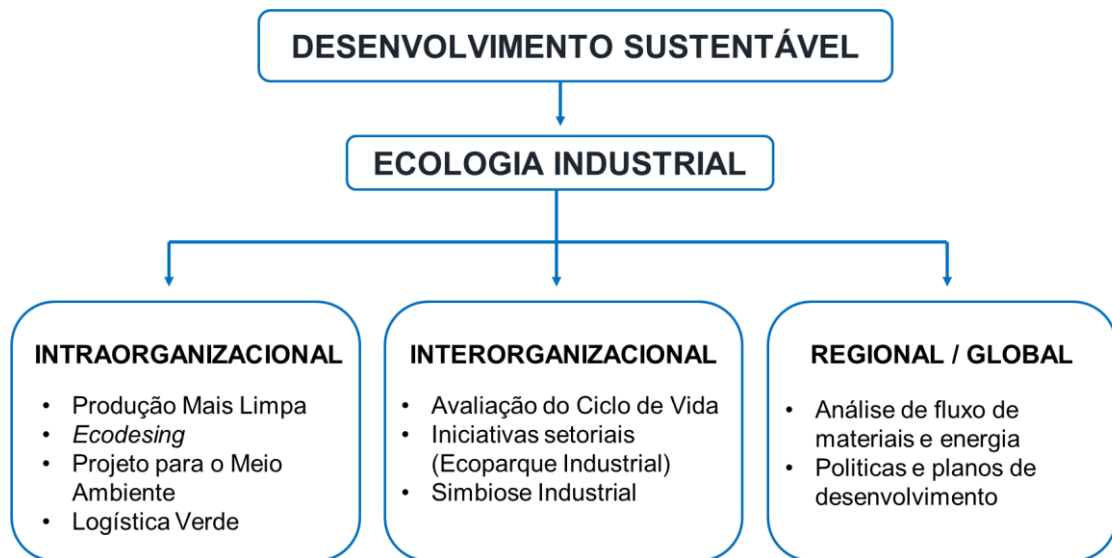 DESENVOLVIMENTO SUSTENTÁVEL
ECOLOGIA INDUSTRIAL
INTRAORGANIZACIONAL
• Produção Mais Limpa
• Ecodesing
• Projeto para o Meio
Ambiente
• Logística Verde
INTERORGANIZACIONAL
• Avaliação do Ciclo de Vida
• Iniciativas setoriais
(Ecoparque Industrial)
• Simbiose Industrial
REGIONAL / GLOBAL
• Análise de fluxo de
materiais e energia
• Politicas e planos de
desenvolvimento